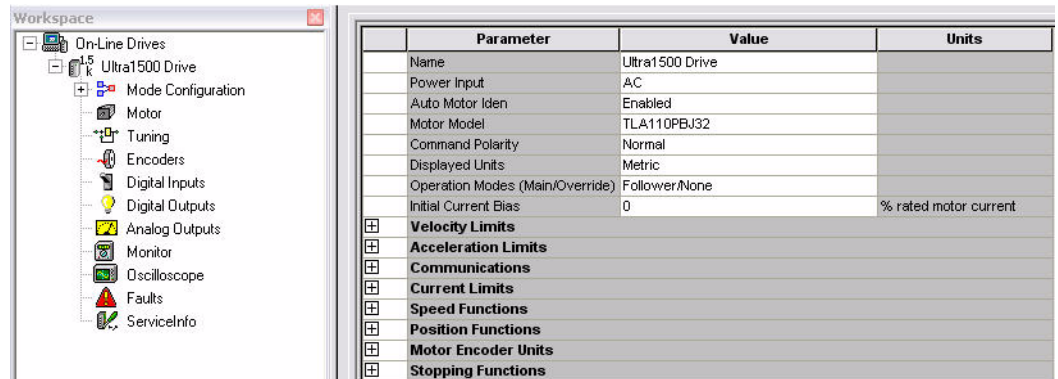 Workspace
On-Line Drives
1.5 k Ultra1500 Drive
Mode Configuration
Motor
Tuning
Encoders
Digital Inputs
Digital Outputs
Analog Outputs
Monitor
Oscilloscope
Faults
ServiceInfo
Parameter Value Units
Name Ultra1500 Drive
Power Input AC
Auto Motor Iden Enabled
Motor Model TLA110PBJ32
Command Polarity Normal
Displayed Units Metric
Operation Modes (Main/Override) Follower/None
Initial Current Bias 0 % rated motor current
Velocity Limits
Acceleration Limits
Communications
Current Limits
Speed Functions
Position Functions
Motor Encoder Units
Stopping Functions